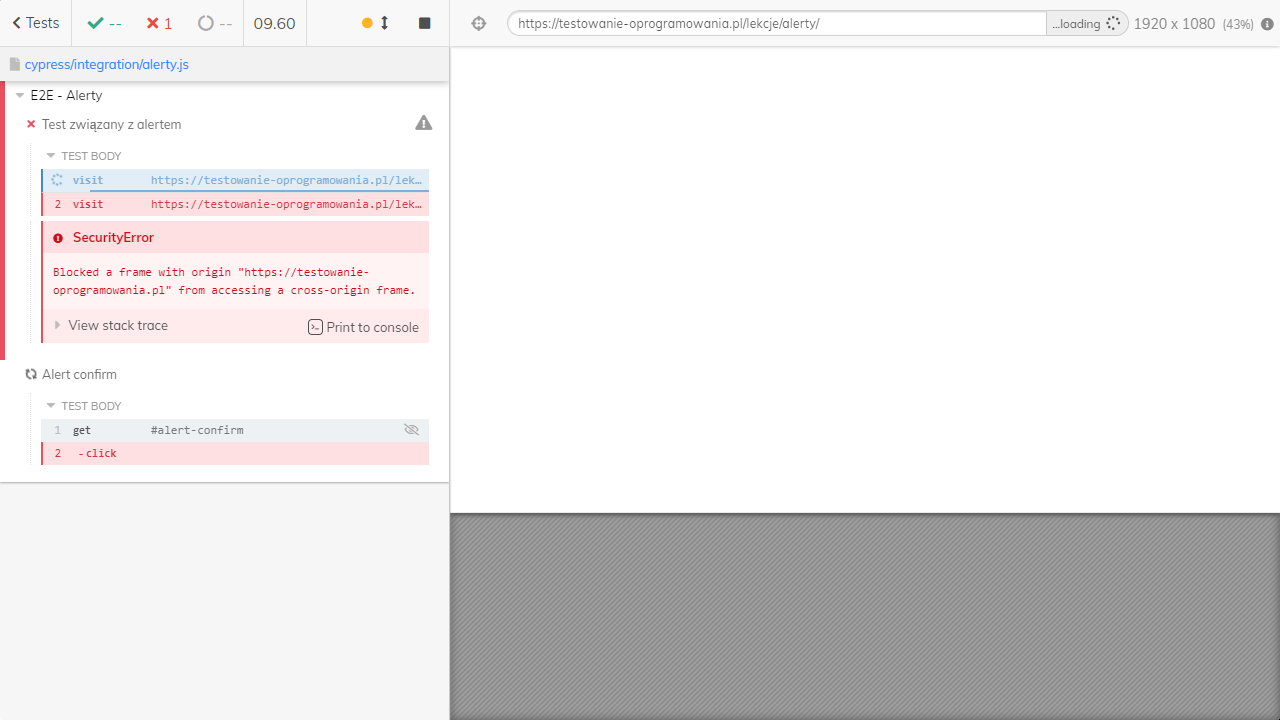 Tests -- 1 -- 09.60
https://testowanie-oprogramowania.pl/lekcje/alerty/ ...loading 1920 x 1080 (43%)
cypress/integration/alerty.js
E2E - Alerty
Test związany z alertem
TEST BODY
visit https://testowanie-oprogramowania.pl/lek…
2 visit https://testowanie-oprogramowania.pl/lek…
SecurityError
Blocked a frame with origin "https://testowanie-
oprogramowania.pl" from accessing a cross-origin frame.
View stack trace Print to console
Alert confirm
TEST BODY
1 get #alert-confirm
2 -click